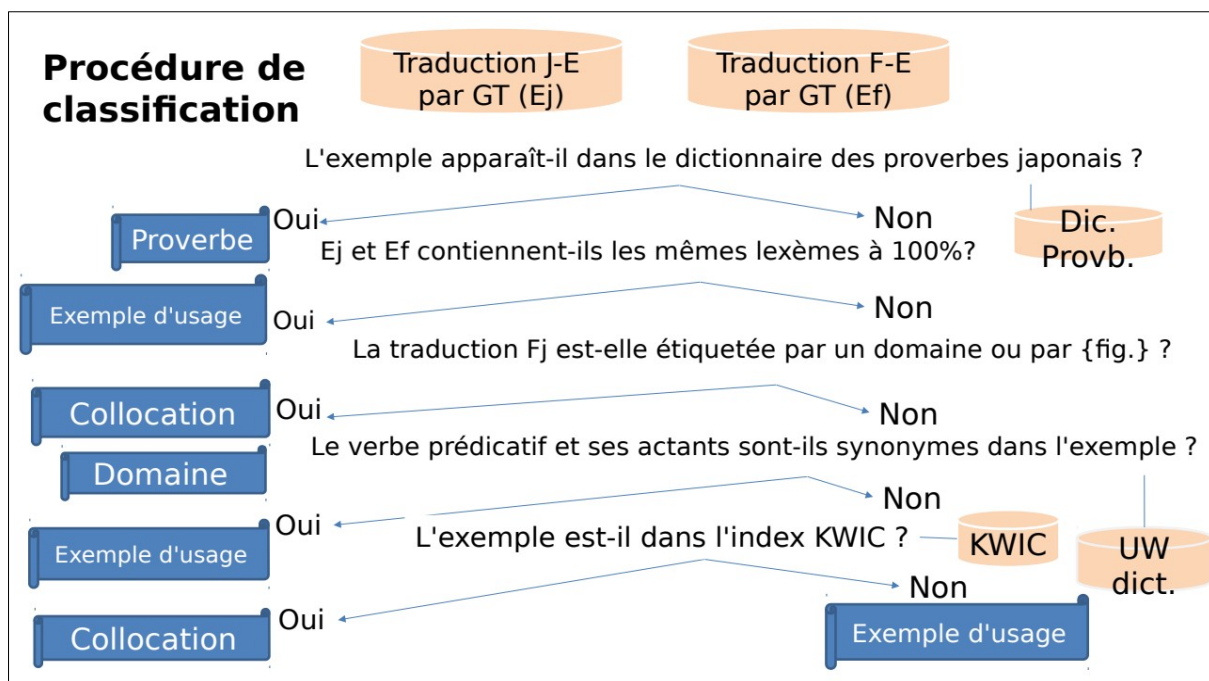 Procédure de
classification
Traduction J-E
par GT (Ej)
Traduction F-E
par GT (Ef)
L'exemple apparaît-il dans le dictionnaire des proverbes japonais ?
Oui
Non
Proverbe
Dic.
Provb.
Ej et Ef contiennent-ils les mêmes lexèmes à 100%?
Exemple d'usage
Oui
Non
La traduction Fj est-elle étiquetée par un domaine ou par {fig.} ?
Collocation
Oui
Non
Le verbe prédicatif et ses actants sont-ils synonymes dans l'exemple ?
Domaine
Non
Oui
L'exemple est-il dans l'index KWIC ?
KWIC
UW
dict.
Exemple d'usage
Non
Oui
Collocation
Exemple d'usage